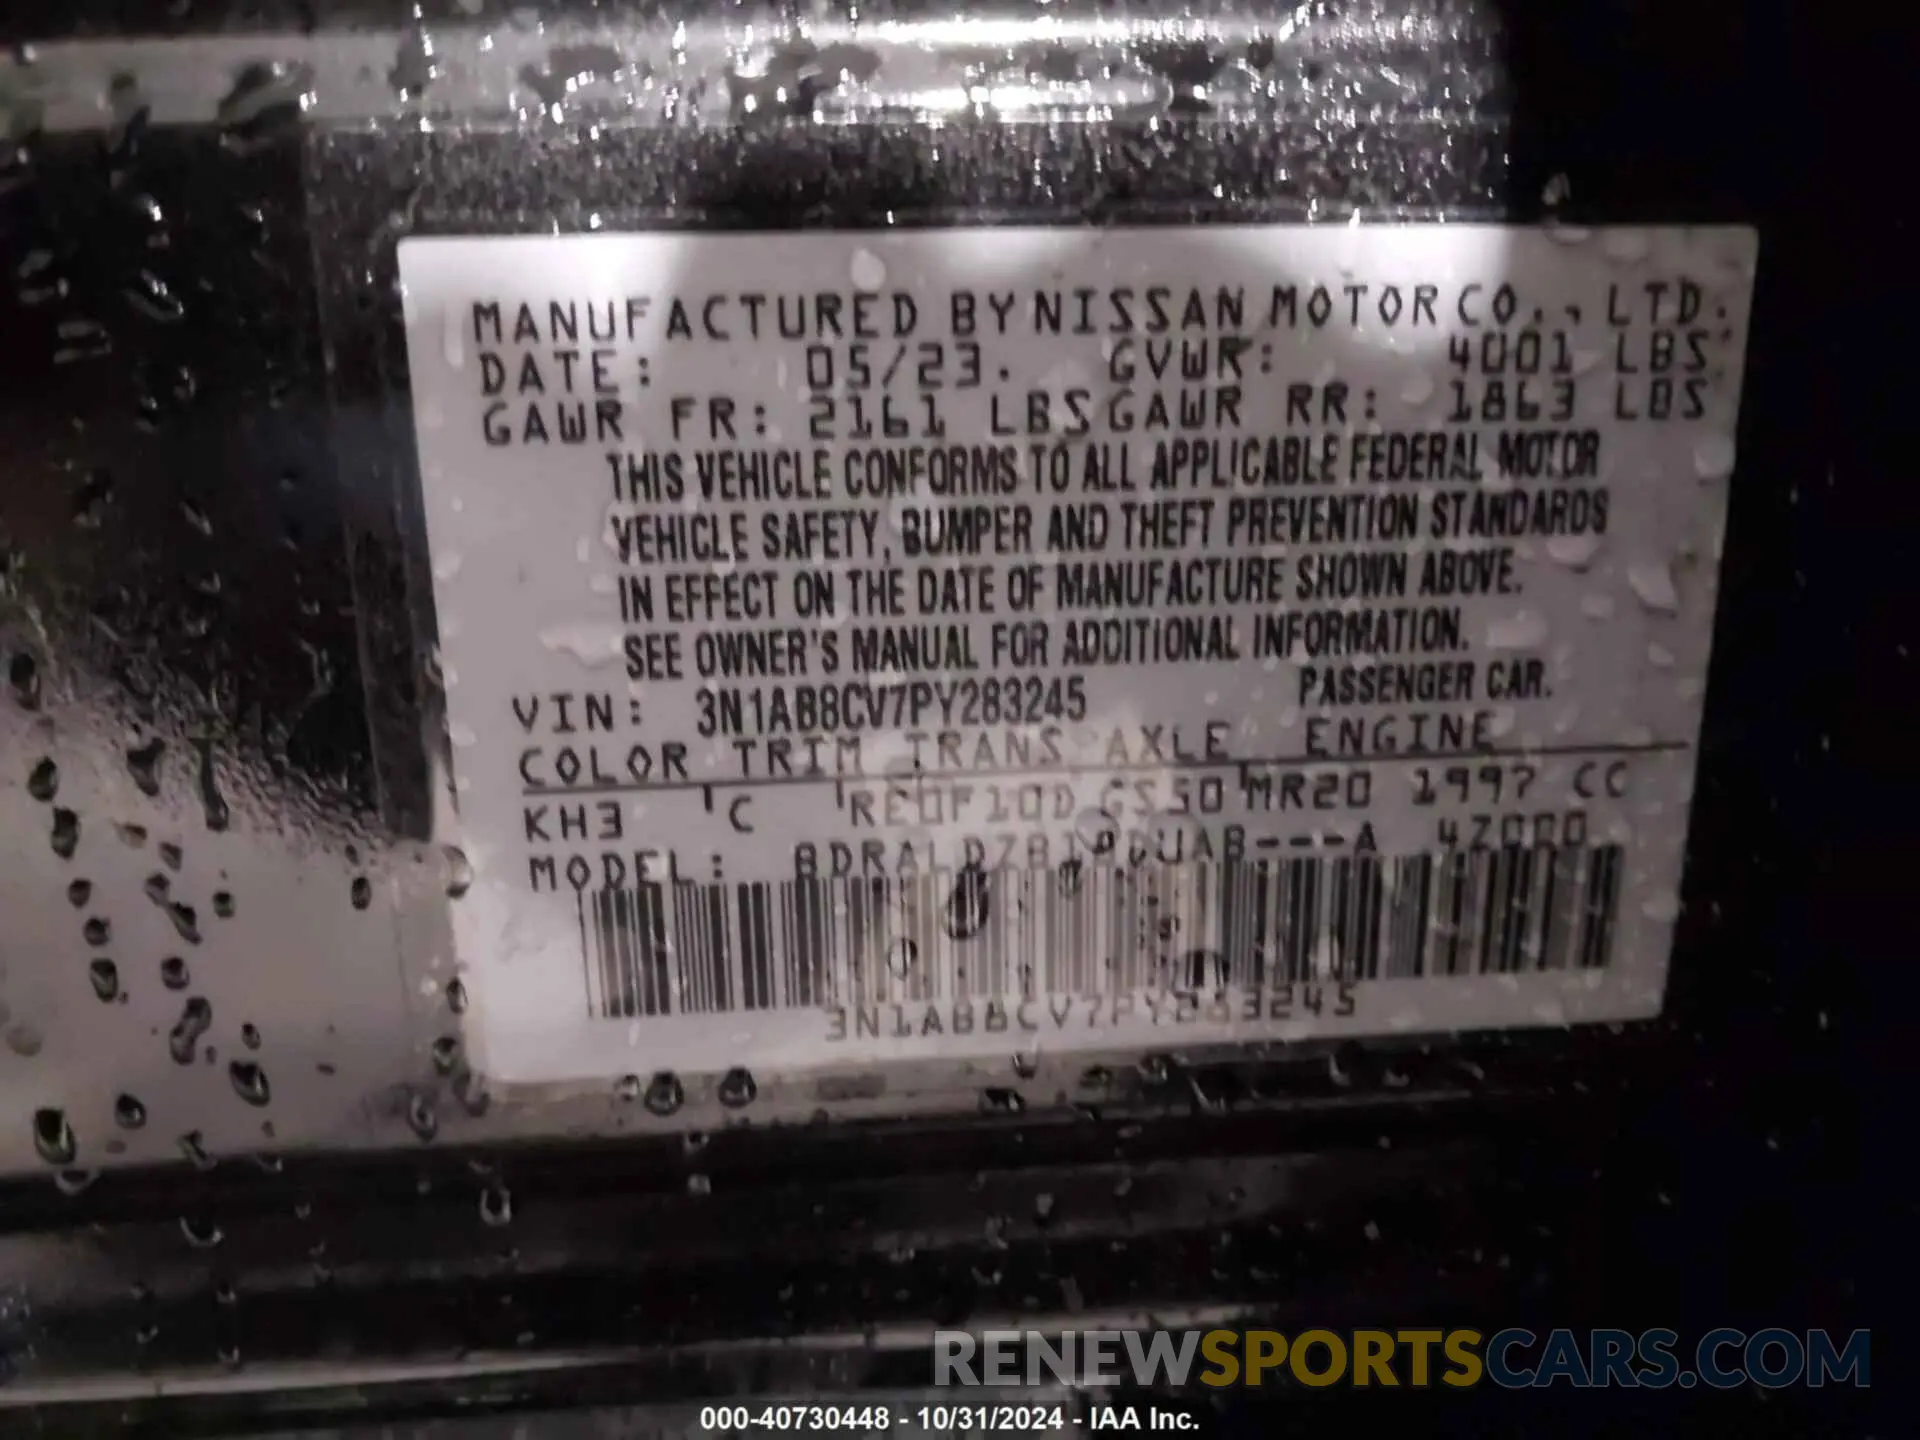 MANUFACTURED BY NISSAN MOTOR CO., LTD.
DATE: 05/23. GVWR: 4001 LBS
GAWR FR: 2161 LBS GAWR RR: 1863 LBS
THIS VEHICLE CONFORMS TO ALL APPLICABLE FEDERAL MOTOR
VEHICLE SAFETY, BUMPER AND THEFT PREVENTION STANDARDS
IN EFFECT ON THE DATE OF MANUFACTURE SHOWN ABOVE.
SEE OWNER'S MANUAL FOR ADDITIONAL INFORMATION.
VIN: 3N1AB8CV7PY283245 PASSENGER CAR.
COLOR TRIM TRANS AXLE ENGINE
KH3 C RE0F10D GS50 MR20 1997 CC
MODEL:
3N1AB8CV7PY283245
RENEWSPORTSCARS.COM
000-40730448 - 10/31/2024 - IAA Inc.